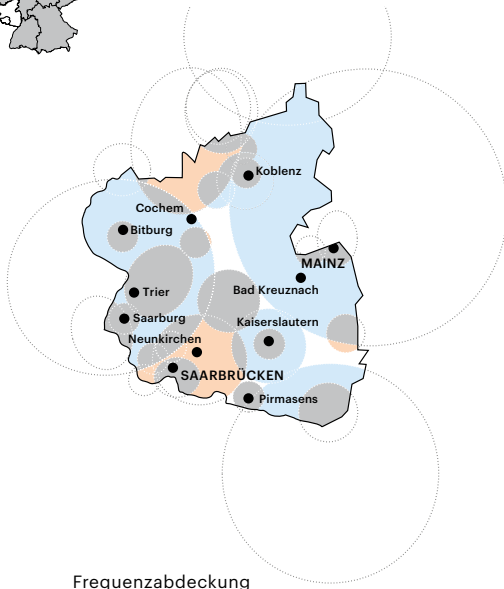 Koblenz
Cochem
Bitburg
MAINZ
Bad Kreuznach
Trier
Saarburg
Kaiserslautern
Neunkirchen
SAARBRÜCKEN
Pirmasens
Frequenzabdeckung